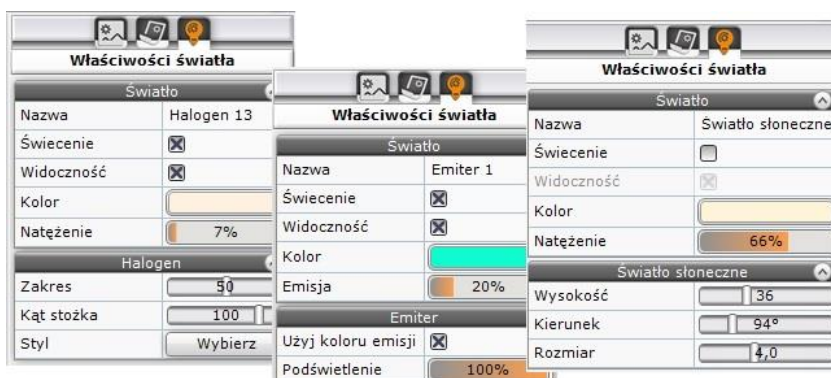 Właściwości światła
Światło
Nazwa Halogen 13
Świecenie
Widoczność
Kolor
Natężenie 7%
Halogen
Zakres 50
Kąt stożka 100
Styl Wybierz
Właściwości światła
Światło
Nazwa Emiter 1
Świecenie
Widoczność
Kolor
Emisja 20%
Emiter
Użyj koloru emisji
Podświetlenie 100%
Właściwości światła
Światło
Nazwa Światło słoneczne
Świecenie
Widoczność
Kolor
Natężenie 66%
Światło słoneczne
Wysokość 36
Kierunek 94°
Rozmiar 4,0